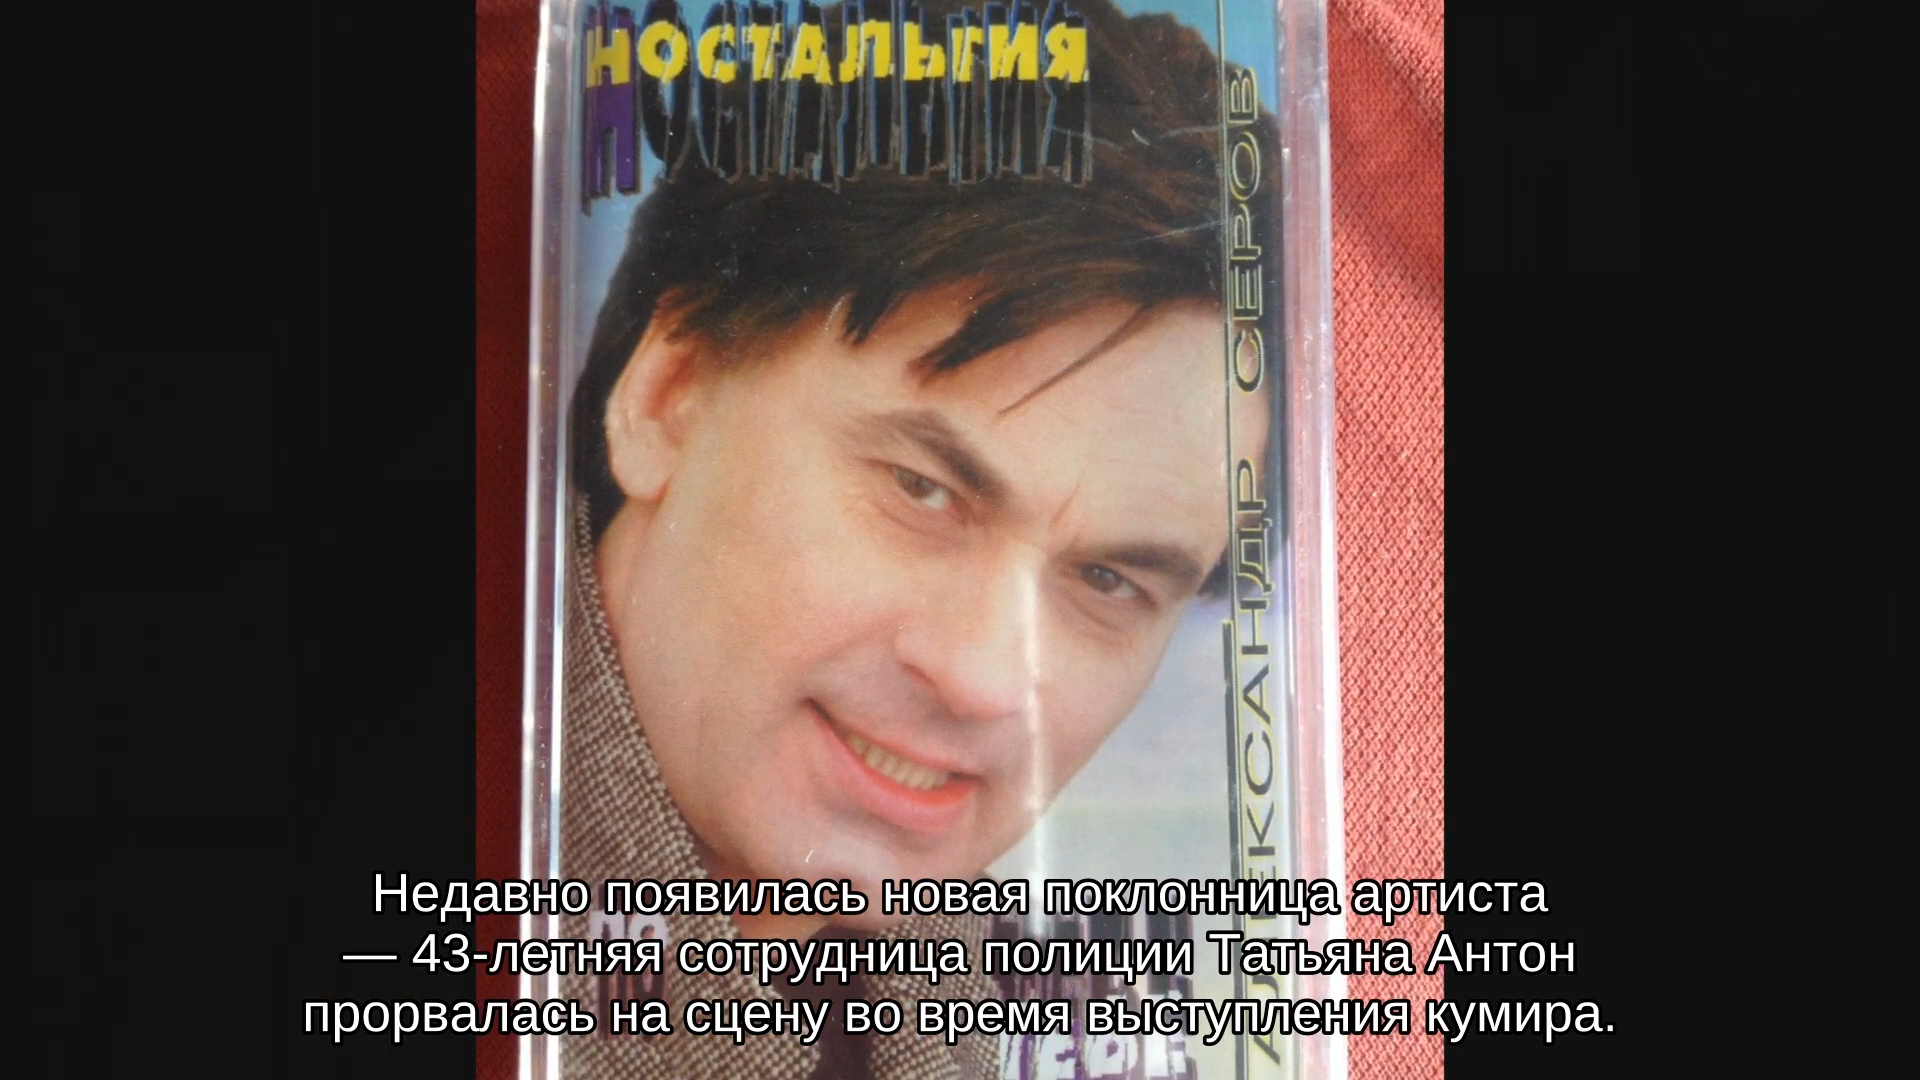 НОСТАЛЬГИЯ
АЛЕКСАНДР СЕРОВ
Недавно появилась новая поклонница артиста
— 43-летняя сотрудница полиции Татьяна Антон
прорвалась на сцену во время выступления кумира.